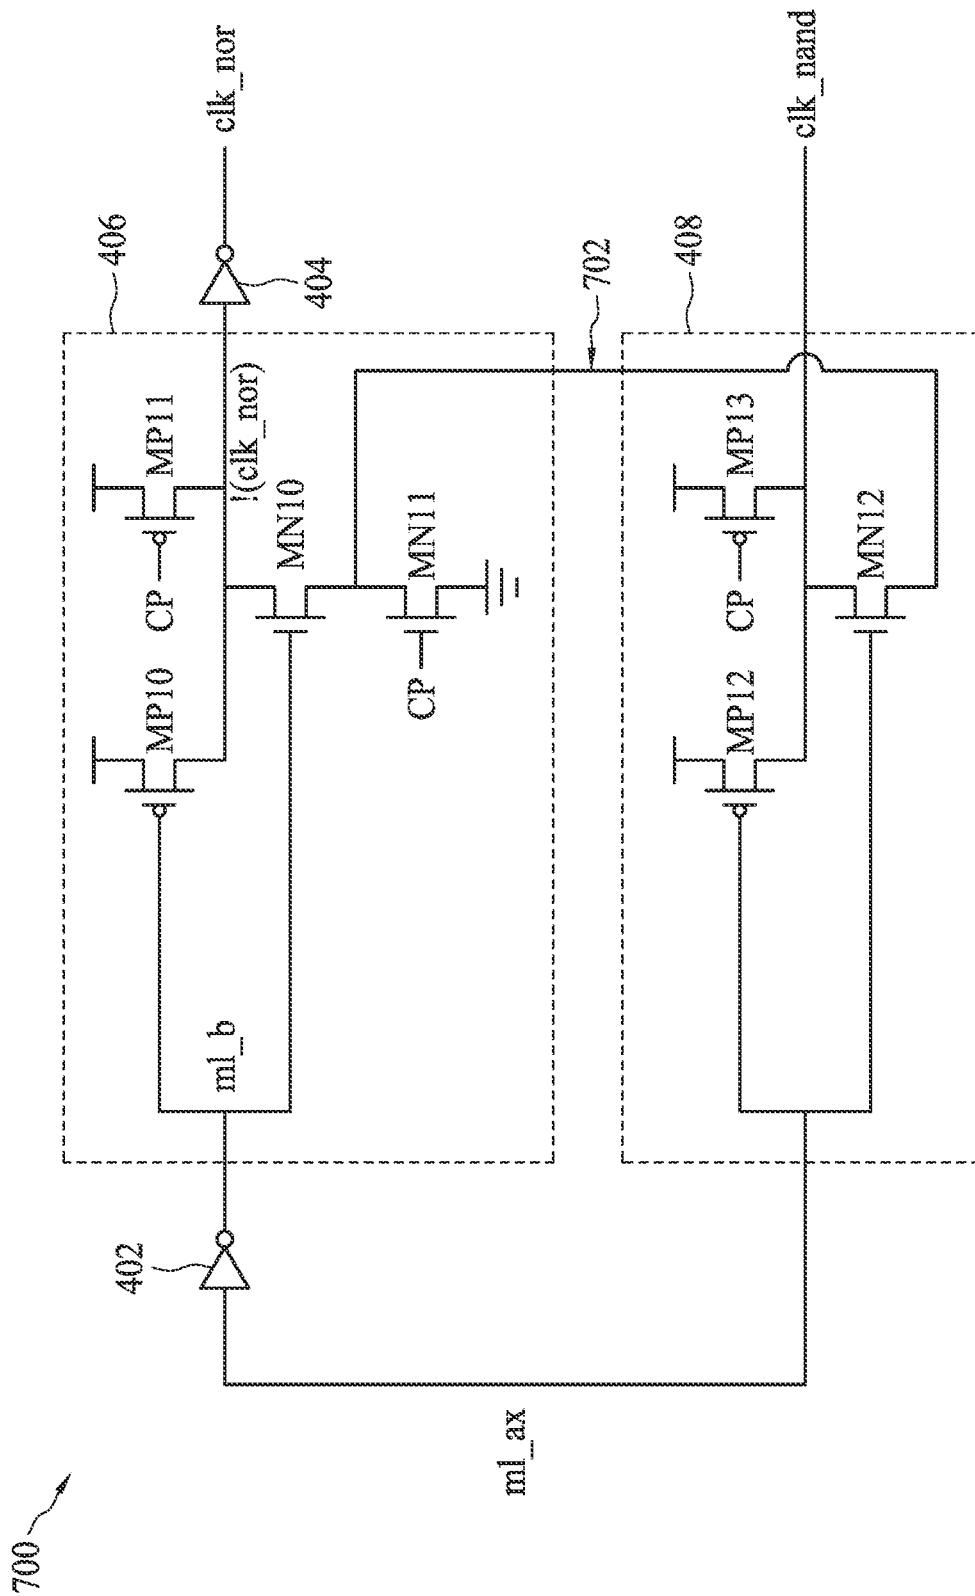 700
ml_ax
402
ml_b
406
MP10
CP
MP11
!(clk_nor)
MN10
CP
MN11
404
clk_nor
702
408
MP12
CP
MP13
MN12
clk_nand